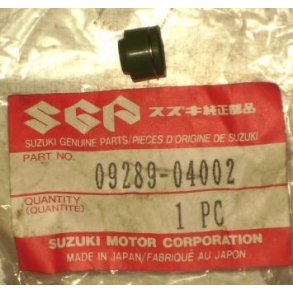 SGP スズキ純正部品
SUZUKI GENUINE PARTS/PIECES D'ORIGINE DE SUZUKI
PART NO. 09289-04002
QUANTITY
(QUANTITE) 1 PC
SUZUKI MOTOR CORPORATION
MADE IN JAPAN/FABRIQUÉ AU JAPON